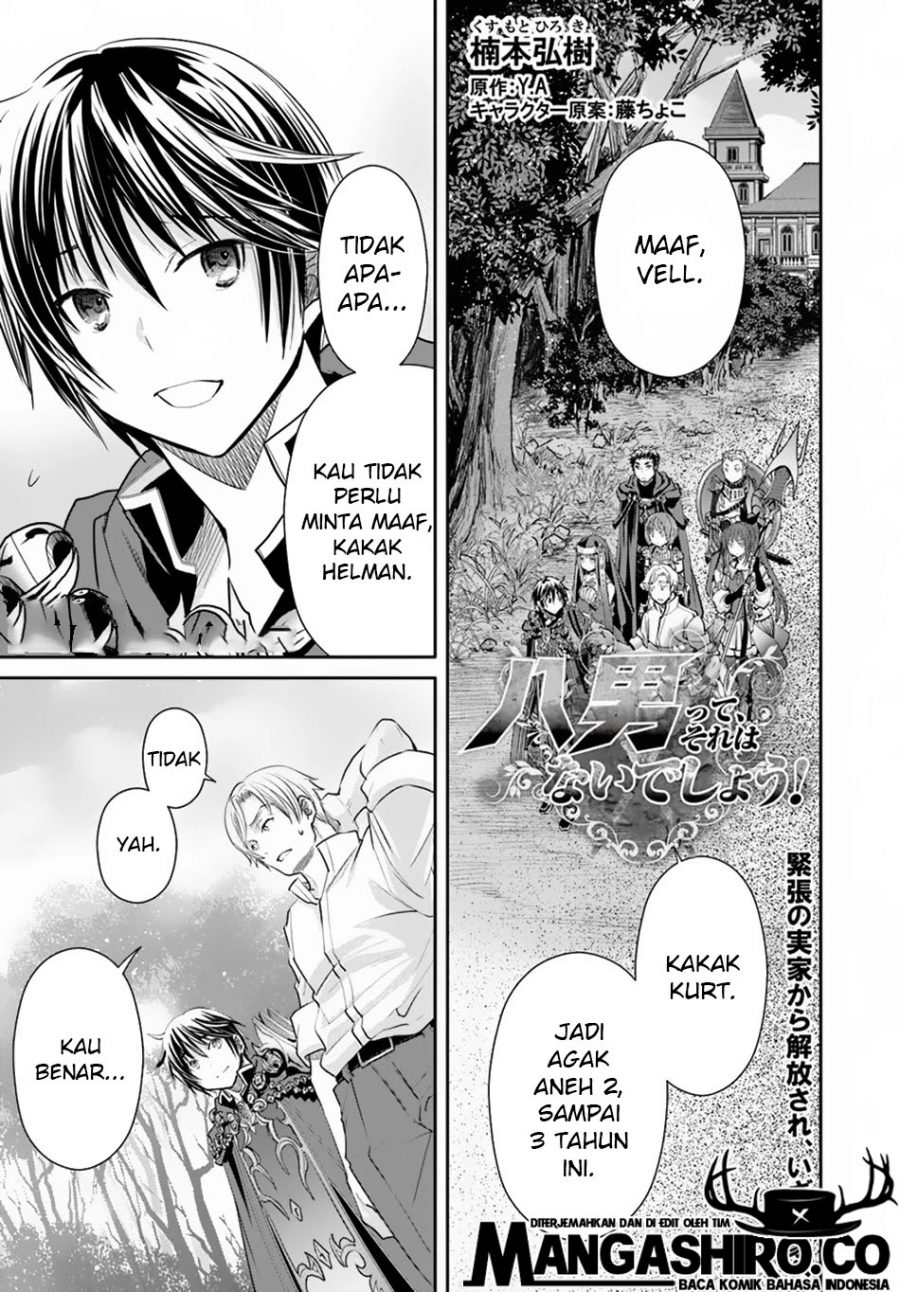 くすもとひろき
楠本弘樹
原作:Y.A
キャラクター原案:藤ちょこ
MAAF,
VELL.
八男って、
それは
ないでしょう!
KAKAK
KURT.
JADI
AGAK
ANEH 2,
SAMPAI
3 TAHUN
INI.
緊張の実家から解放され、い
TIDAK
APA-
APA...
KAU TIDAK
PERLU
MINTA MAAF,
KAKAK
HELMAN.
TIDAK
YAH.
KAU
BENAR...
DITERJEMAHKAN DAN DI EDIT OLEH TIM
MANGASHIRO.CO
BACA KOMIK BAHASA INDONESIA